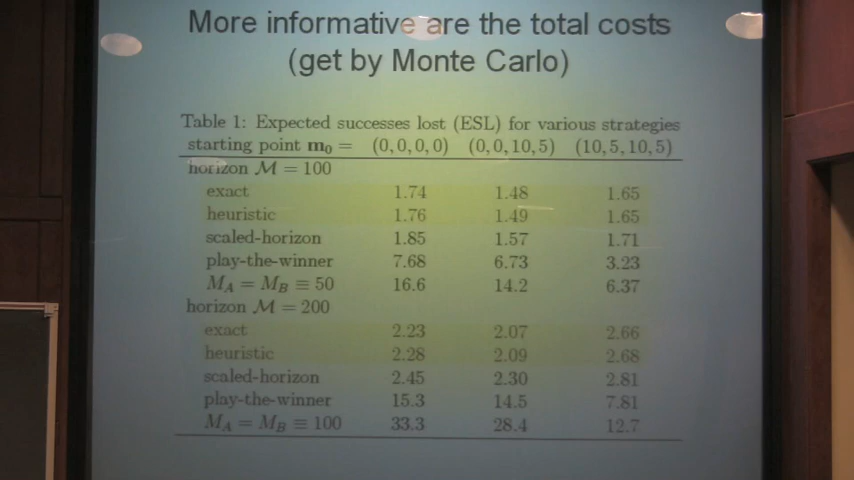 More informative are the total costs
(get by Monte Carlo)
Table 1: Expected successes lost (ESL) for various strategies
starting point m₀ = (0,0,0,0) (0,0,10,5) (10,5,10,5)
horizon ℳ = 100
exact 1.74 1.48 1.65
heuristic 1.76 1.49 1.65
scaled-horizon 1.85 1.57 1.71
play-the-winner 7.68 6.73 3.23
M_A = M_B ≡ 50 16.6 14.2 6.37
horizon ℳ = 200
exact 2.23 2.07 2.66
heuristic 2.28 2.09 2.68
scaled-horizon 2.45 2.30 2.81
play-the-winner 15.3 14.5 7.81
M_A = M_B ≡ 100 33.3 28.4 12.7